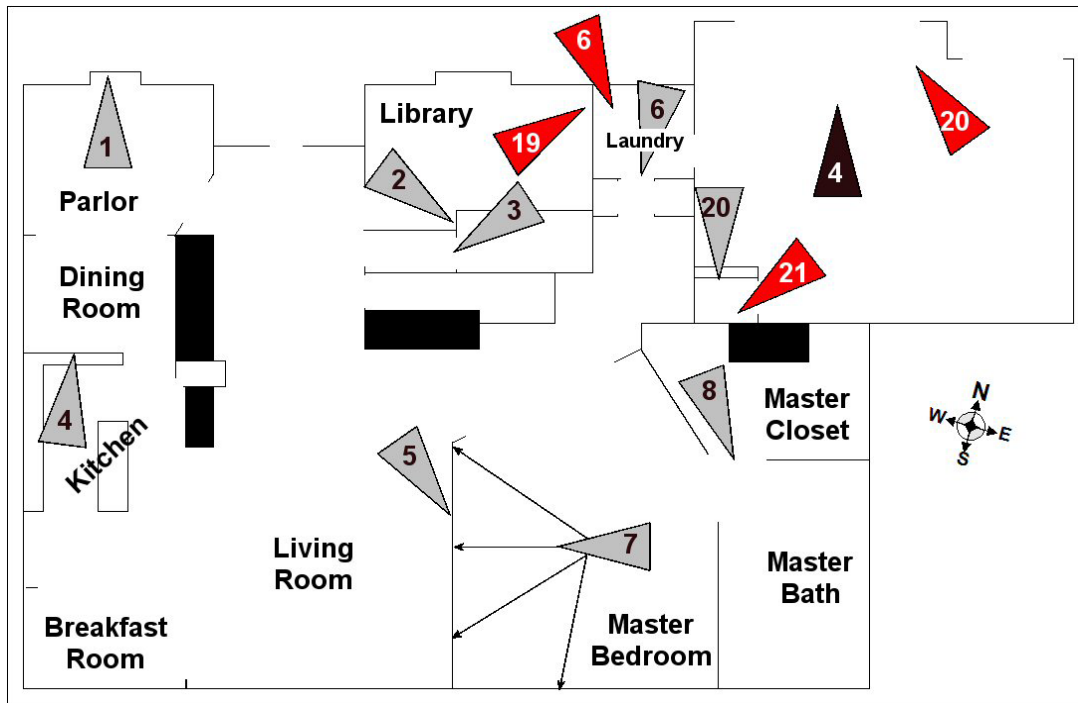 6
6
19
20
Library
Laundry
1
2
3
4
20
Parlor
Dining
Room
21
N
W
E
S
4
Kitchen
8
Master
Closet
5
7
Living
Room
Master
Bath
Breakfast
Room
Master
Bedroom